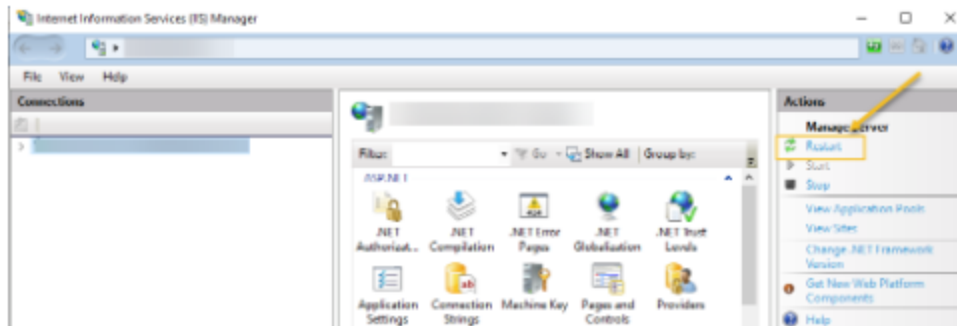 Internet Information Services (IIS) Manager
File View Help
Connections
Filter: Go Show All Group by:
ASP.NET
.NET Authorizat... .NET Compilation .NET Error Pages .NET Globalization .NET Trust Levels
Application Settings Connection Strings Machine Key Pages and Controls Providers
Actions
Manage Server
Restart
Start
Stop
View Application Pools
View Sites
Change .NET Framework
Version
Get New Web Platform
Components
Help